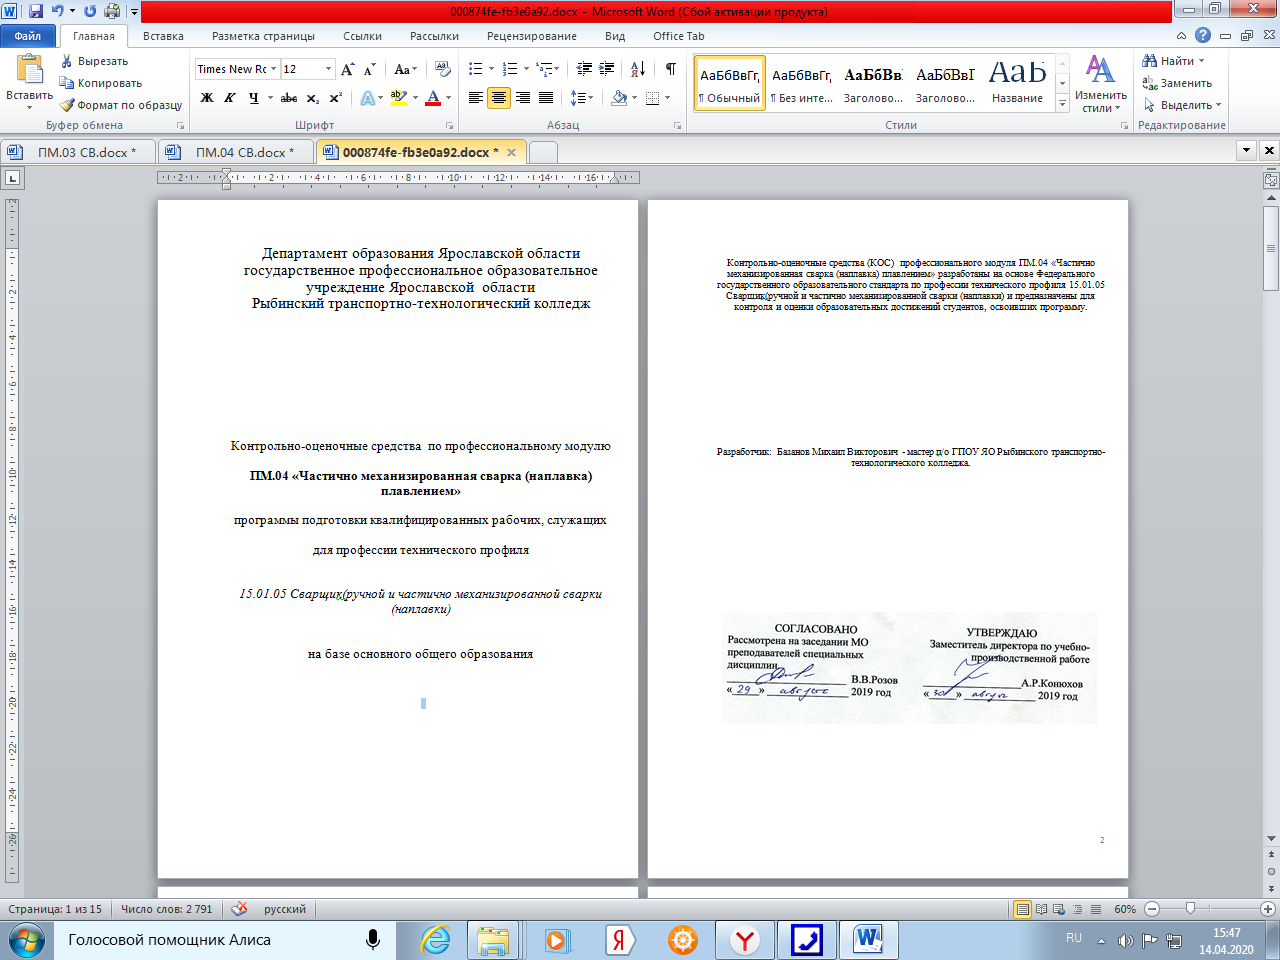 000874fe-fb3e0a92.docx - Microsoft Word (Сбой активации продукта)
Файл Главная Вставка Разметка страницы Ссылки Рассылки Рецензирование Вид Office Tab
Вставить
Вырезать
Копировать
Формат по образцу
Буфер обмена
Times New Rc 12
Ж К Ч abc x₂ x²
Шрифт
Абзац
АаБбВвГг, АаБбВвГг, АаБбВв АаБбВвГ АаБ
¶ Обычный ¶ Без инте... Заголово... Заголово... Название
Стили
Изменить стили
Найти
Заменить
Выделить
Редактирование
ПМ.03 СВ.docx * ПМ.04 СВ.docx * 000874fe-fb3e0a92.docx *
Департамент образования Ярославской области
государственное профессиональное образовательное
учреждение Ярославской области
Рыбинский транспортно-технологический колледж
Контрольно-оценочные средства по профессиональному модулю
ПМ.04 «Частично механизированная сварка (наплавка)
плавлением»
программы подготовки квалифицированных рабочих, служащих
для профессии технического профиля
15.01.05 Сварщик(ручной и частично механизированной сварки
(наплавки)
на базе основного общего образования
Контрольно-оценочные средства (КОС) профессионального модуля ПМ.04 «Частично
механизированная сварка (наплавка) плавлением» разработаны на основе Федерального
государственного образовательного стандарта по профессии технического профиля 15.01.05
Сварщик(ручной и частично механизированной сварки (наплавки) и предназначены для
контроля и оценки образовательных достижений студентов, освоивших программу.
Разработчик: Базанов Михаил Викторович - мастер п/о ГПОУ ЯО Рыбинского транспортно-
технологического колледжа.
СОГЛАСОВАНО
Рассмотрена на заседании МО
преподавателей специальных
дисциплин
В.В.Розов
«29» августа 2019 год
УТВЕРЖДАЮ
Заместитель директора по учебно-
производственной работе
А.Р.Конюхов
«30» август 2019 год
2
Страница: 1 из 15 Число слов: 2 791 русский 60%
Голосовой помощник Алиса
RU
15:47
14.04.2020